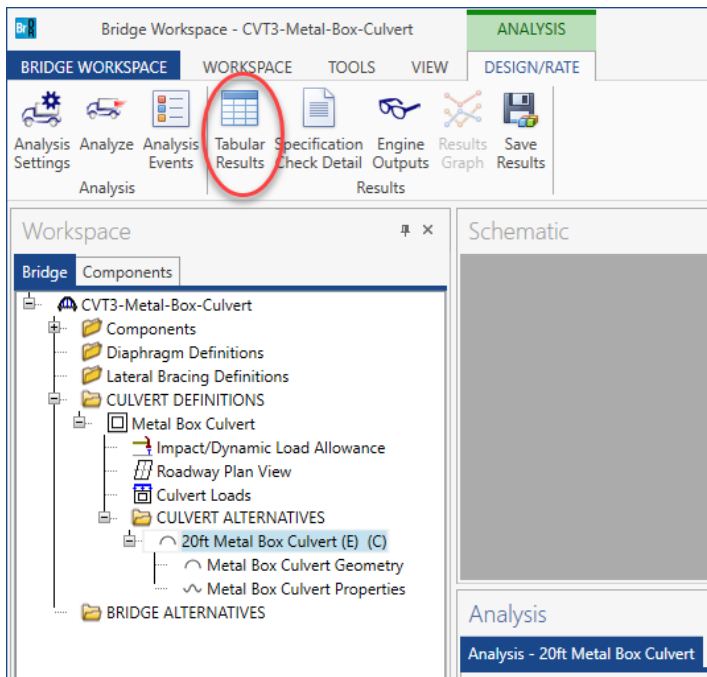 Br DR
Bridge Workspace - CVT3-Metal-Box-Culvert
ANALYSIS
BRIDGE WORKSPACE WORKSPACE TOOLS VIEW DESIGN/RATE
Analysis Analyze Analysis Tabular Specification Engine Results Save
Settings Events Results Check Detail Outputs Graph Results
Analysis Results
Workspace
Bridge Components
CVT3-Metal-Box-Culvert
Components
Diaphragm Definitions
Lateral Bracing Definitions
CULVERT DEFINITIONS
Metal Box Culvert
Impact/Dynamic Load Allowance
Roadway Plan View
Culvert Loads
CULVERT ALTERNATIVES
20ft Metal Box Culvert (E) (C)
Metal Box Culvert Geometry
Metal Box Culvert Properties
BRIDGE ALTERNATIVES
Schematic
Analysis
Analysis - 20ft Metal Box Culvert